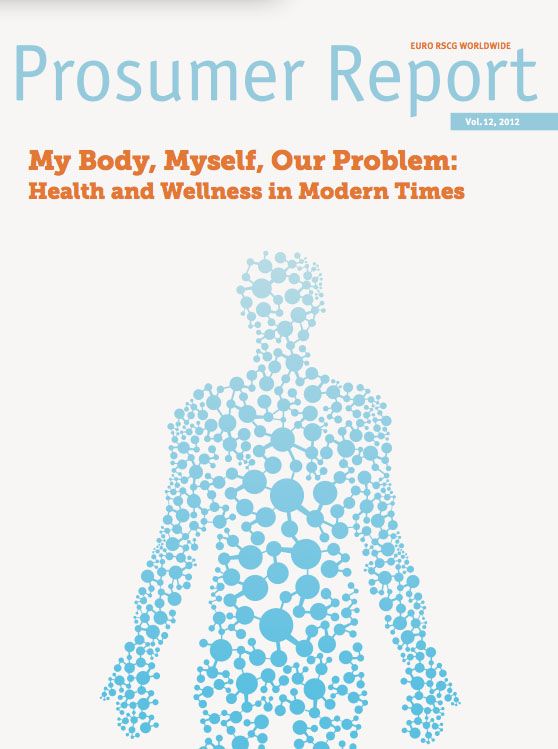 EURO RSCG WORLDWIDE
Prosumer Report
Vol. 12, 2012
My Body, Myself, Our Problem:
Health and Wellness in Modern Times